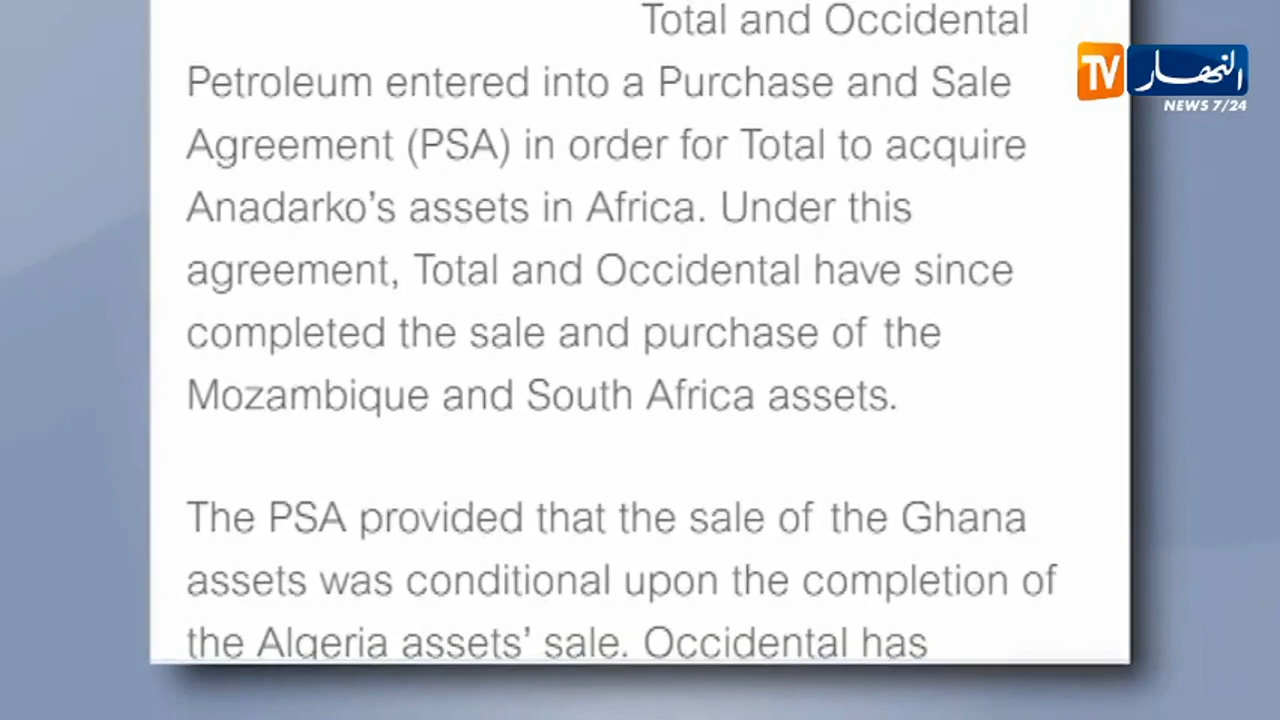 Total and Occidental
Petroleum entered into a Purchase and Sale
Agreement (PSA) in order for Total to acquire
Anadarko’s assets in Africa. Under this
agreement, Total and Occidental have since
completed the sale and purchase of the
Mozambique and South Africa assets.
The PSA provided that the sale of the Ghana
assets was conditional upon the completion of
the Algeria assets’ sale. Occidental has
TV النهار
NEWS 7/24